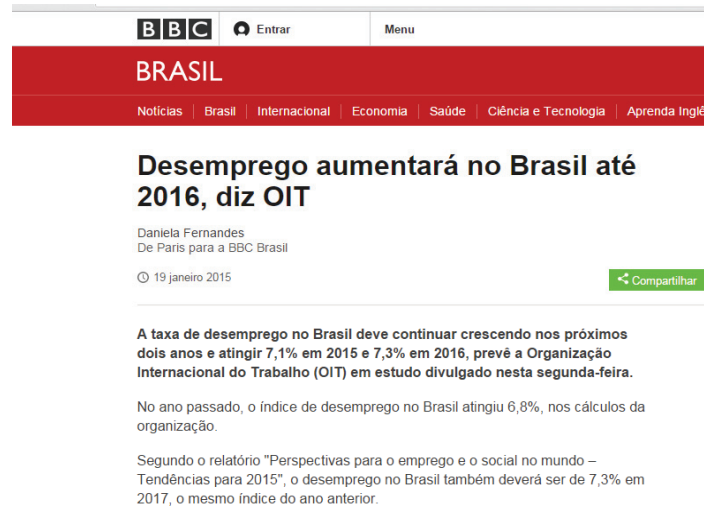 BBC Entrar Menu
BRASIL
Notícias Brasil Internacional Economia Saúde Ciência e Tecnologia Aprenda
Desemprego aumentará no Brasil até
2016, diz OIT
Daniela Fernandes
De Paris para a BBC Brasil
19 janeiro 2015
Compartilhar
A taxa de desemprego no Brasil deve continuar crescendo nos próximos
dois anos e atingir 7,1% em 2015 e 7,3% em 2016, prevê a Organização
Internacional do Trabalho (OIT) em estudo divulgado nesta segunda-feira.
No ano passado, o índice de desemprego no Brasil atingiu 6,8%, nos cálculos da
organização.
Segundo o relatório "Perspectivas para o emprego e o social no mundo –
Tendências para 2015", o desemprego no Brasil também deverá ser de 7,3% em
2017, o mesmo índice do ano anterior.